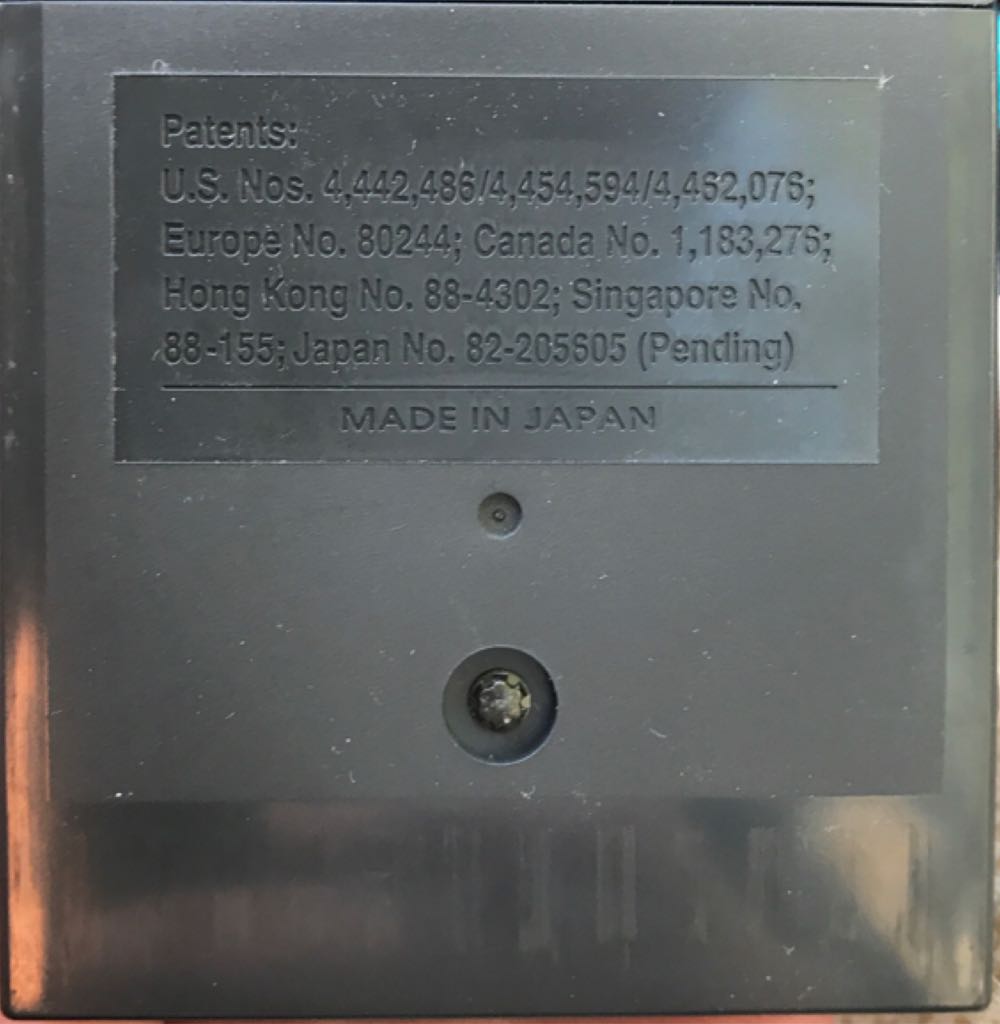 Patents:
U.S. Nos. 4,442,486/4,454,594/4,462,076;
Europe No. 80244; Canada No. 1,183,276;
Hong Kong No. 88-4302; Singapore No.
88-155; Japan No. 82-205605 (Pending)
MADE IN JAPAN